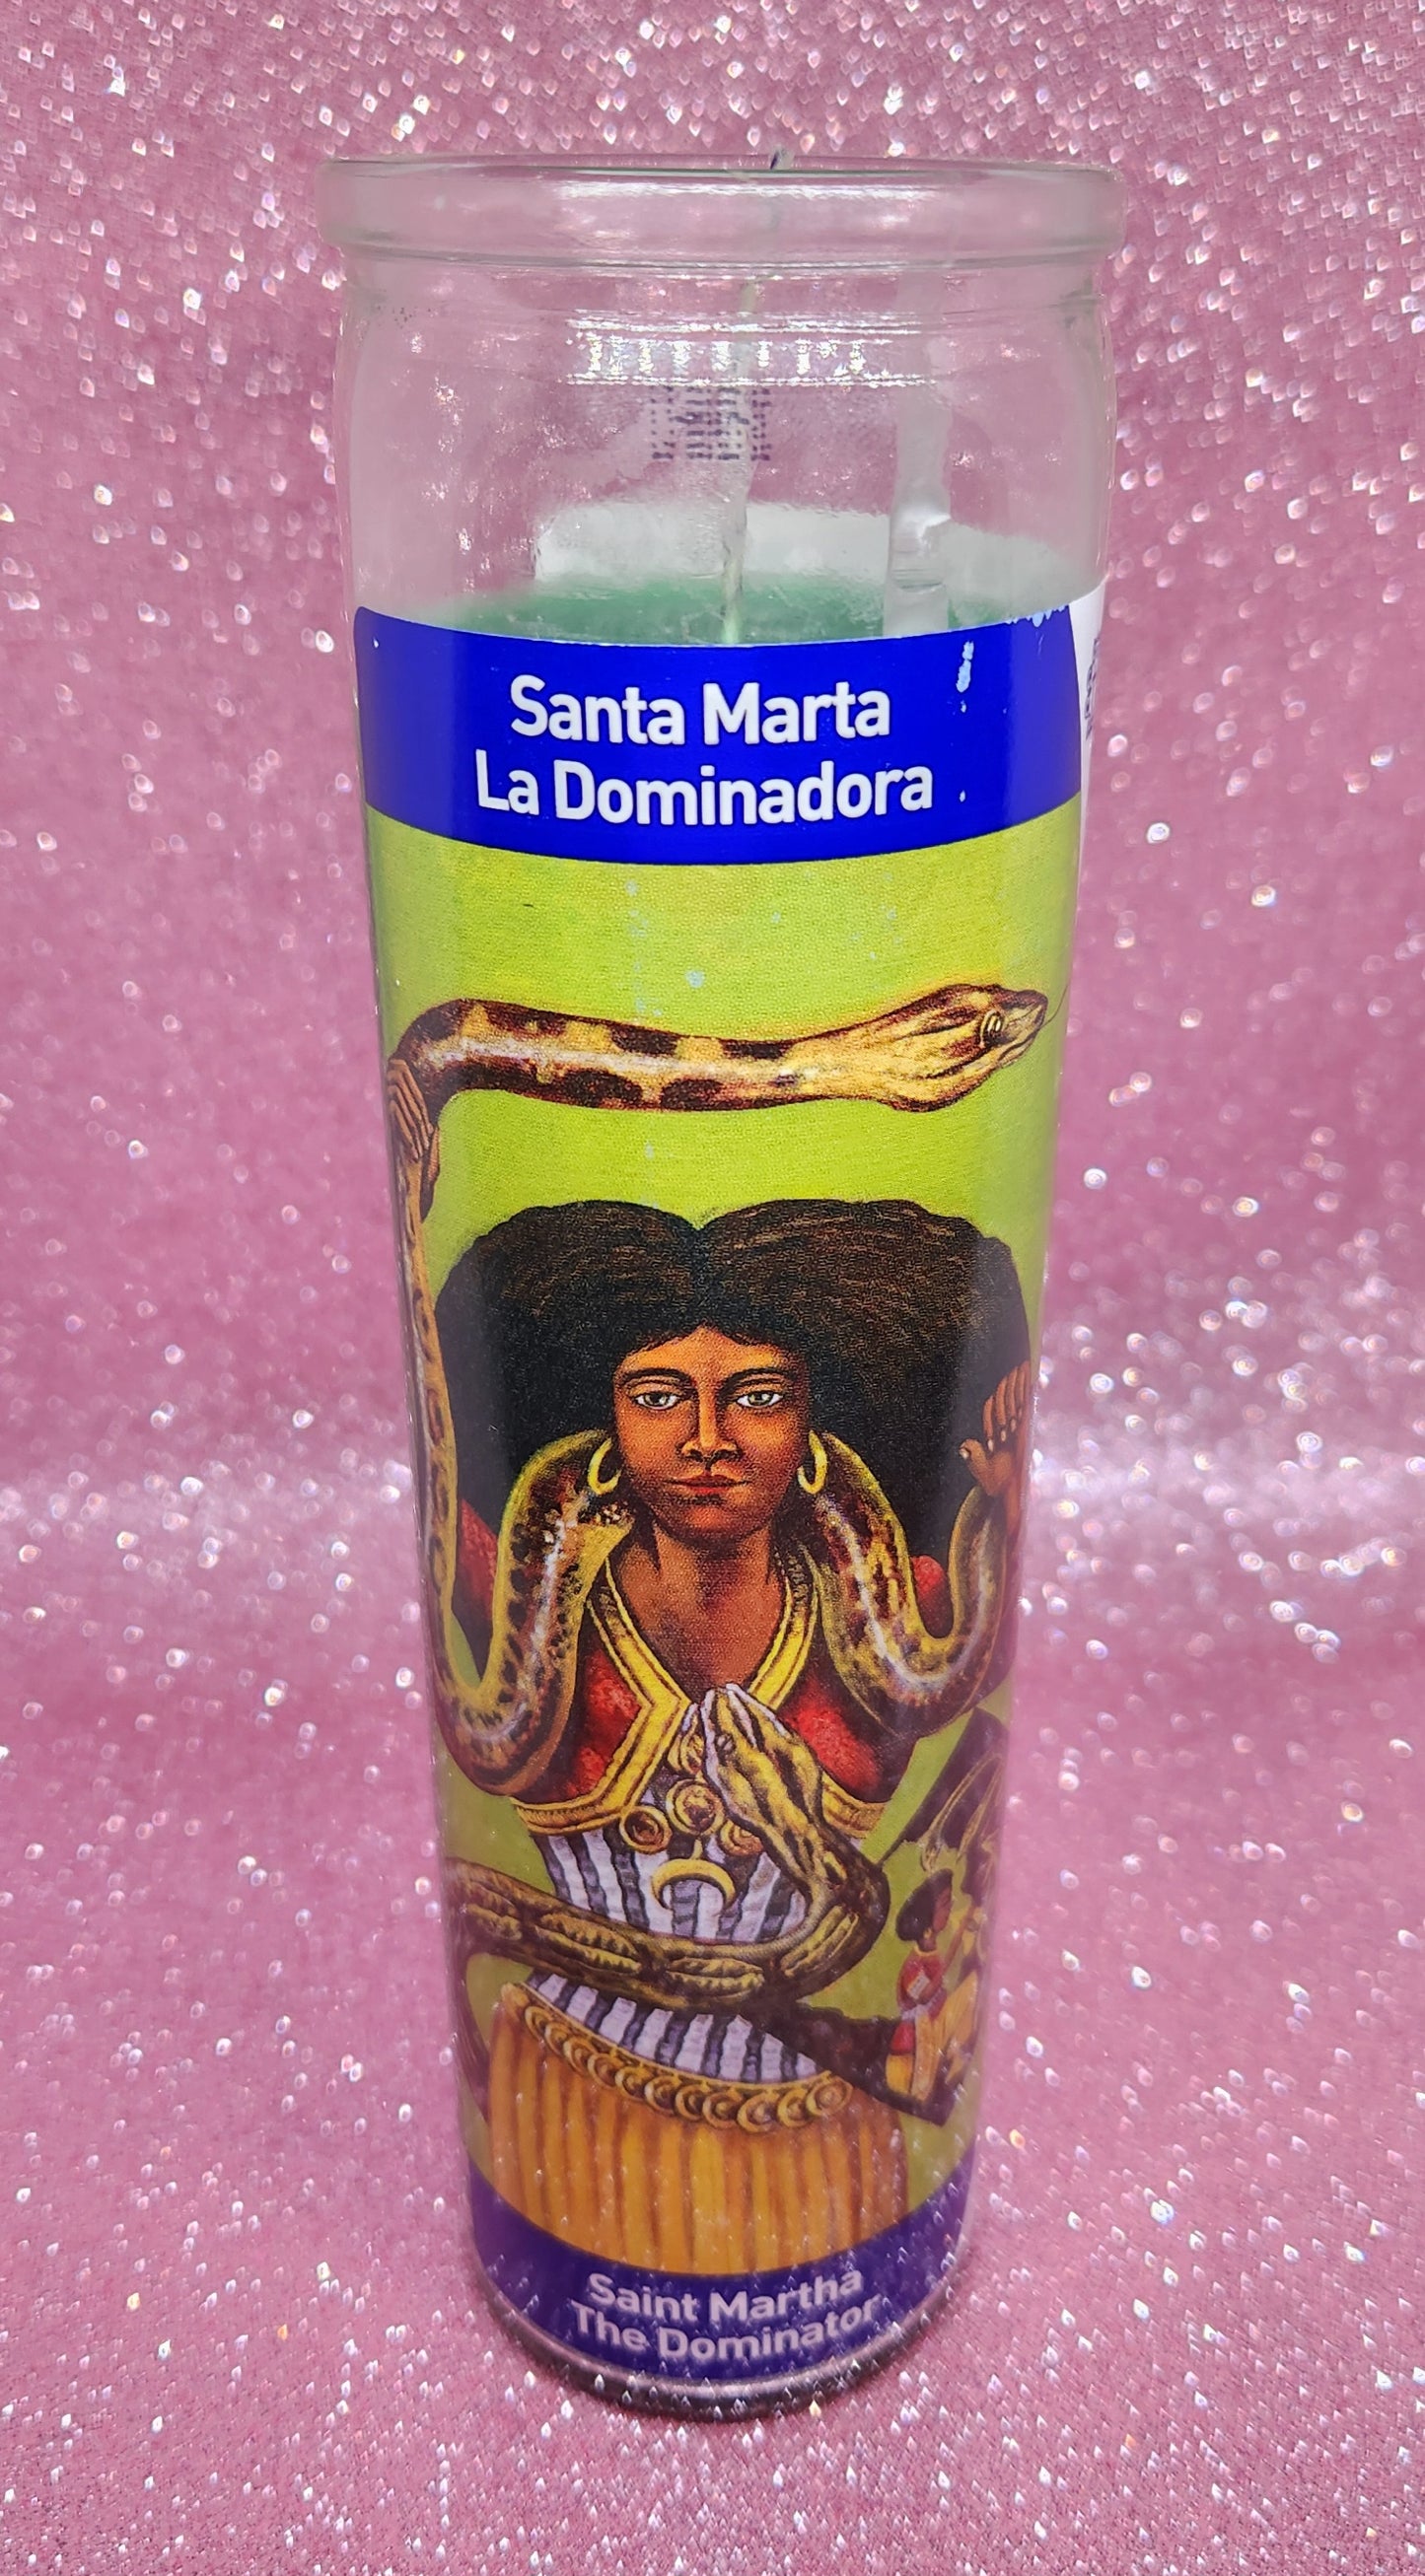 Santa Marta
La Dominadora
Saint Martha
The Dominator